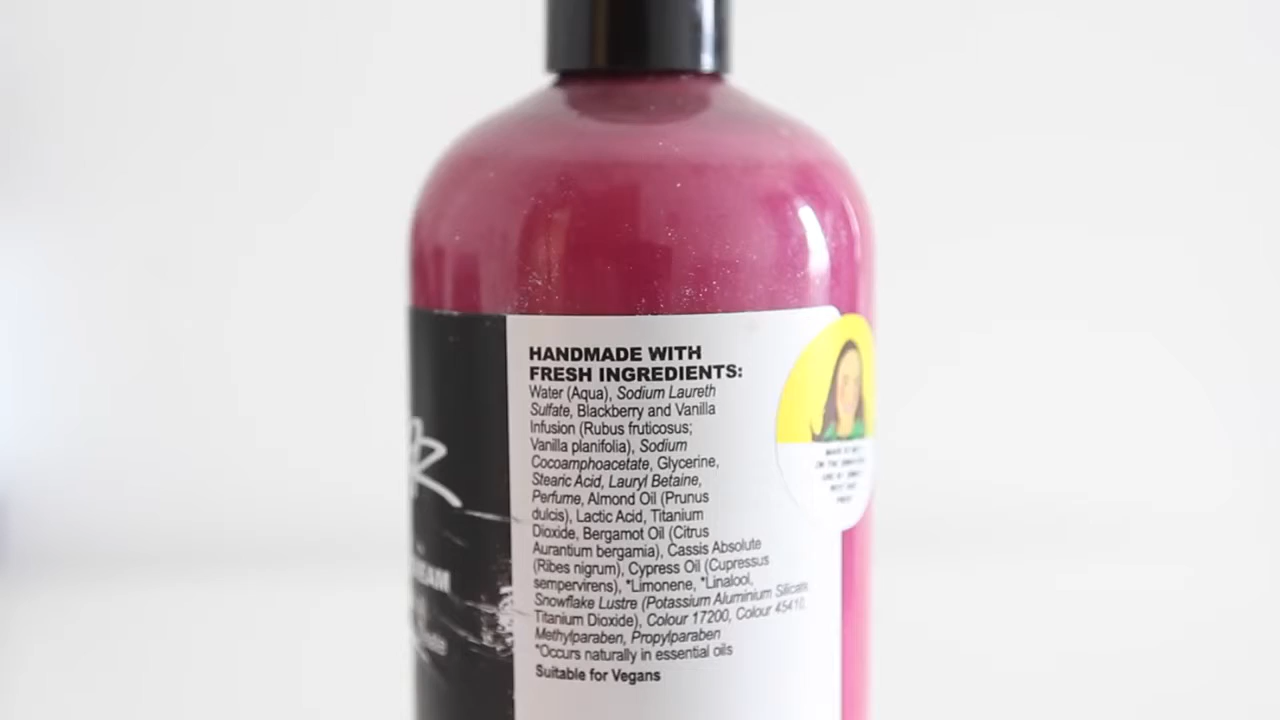 HANDMADE WITH
FRESH INGREDIENTS:
Water (Aqua), Sodium Laureth
Sulfate, Blackberry and Vanilla
Infusion (Rubus fruticosus;
Vanilla planifolia), Sodium
Cocoamphoacetate, Glycerine,
Stearic Acid, Lauryl Betaine,
Perfume, Almond Oil (Prunus
dulcis), Lactic Acid, Titanium
Dioxide, Bergamot Oil (Citrus
Aurantium bergamia), Cassis Absolute
(Ribes nigrum), Cypress Oil (Cupressus
sempervirens), *Limonene, *Linalool,
Snowflake Lustre (Potassium Aluminium Silicate,
Titanium Dioxide), Colour 17200, Colour 45410,
Methylparaben, Propylparaben
*Occurs naturally in essential oils
Suitable for Vegans